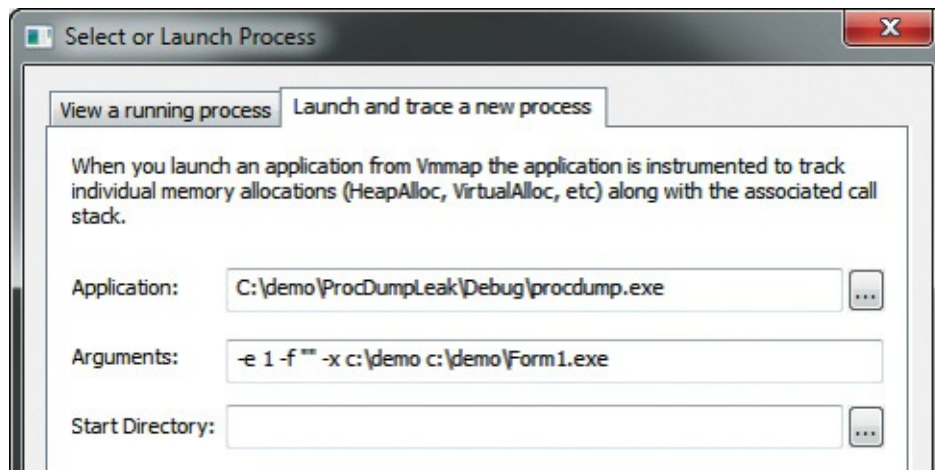 Select or Launch Process
View a running process
Launch and trace a new process
When you launch an application from Vmmap the application is instrumented to track
individual memory allocations (HeapAlloc, VirtualAlloc, etc) along with the associated call
stack.
Application:
C:\demo\ProcDumpLeak\Debug\procdump.exe
...
Arguments:
-e 1 -f "" -x c:\demo c:\demo\Form1.exe
Start Directory:
...